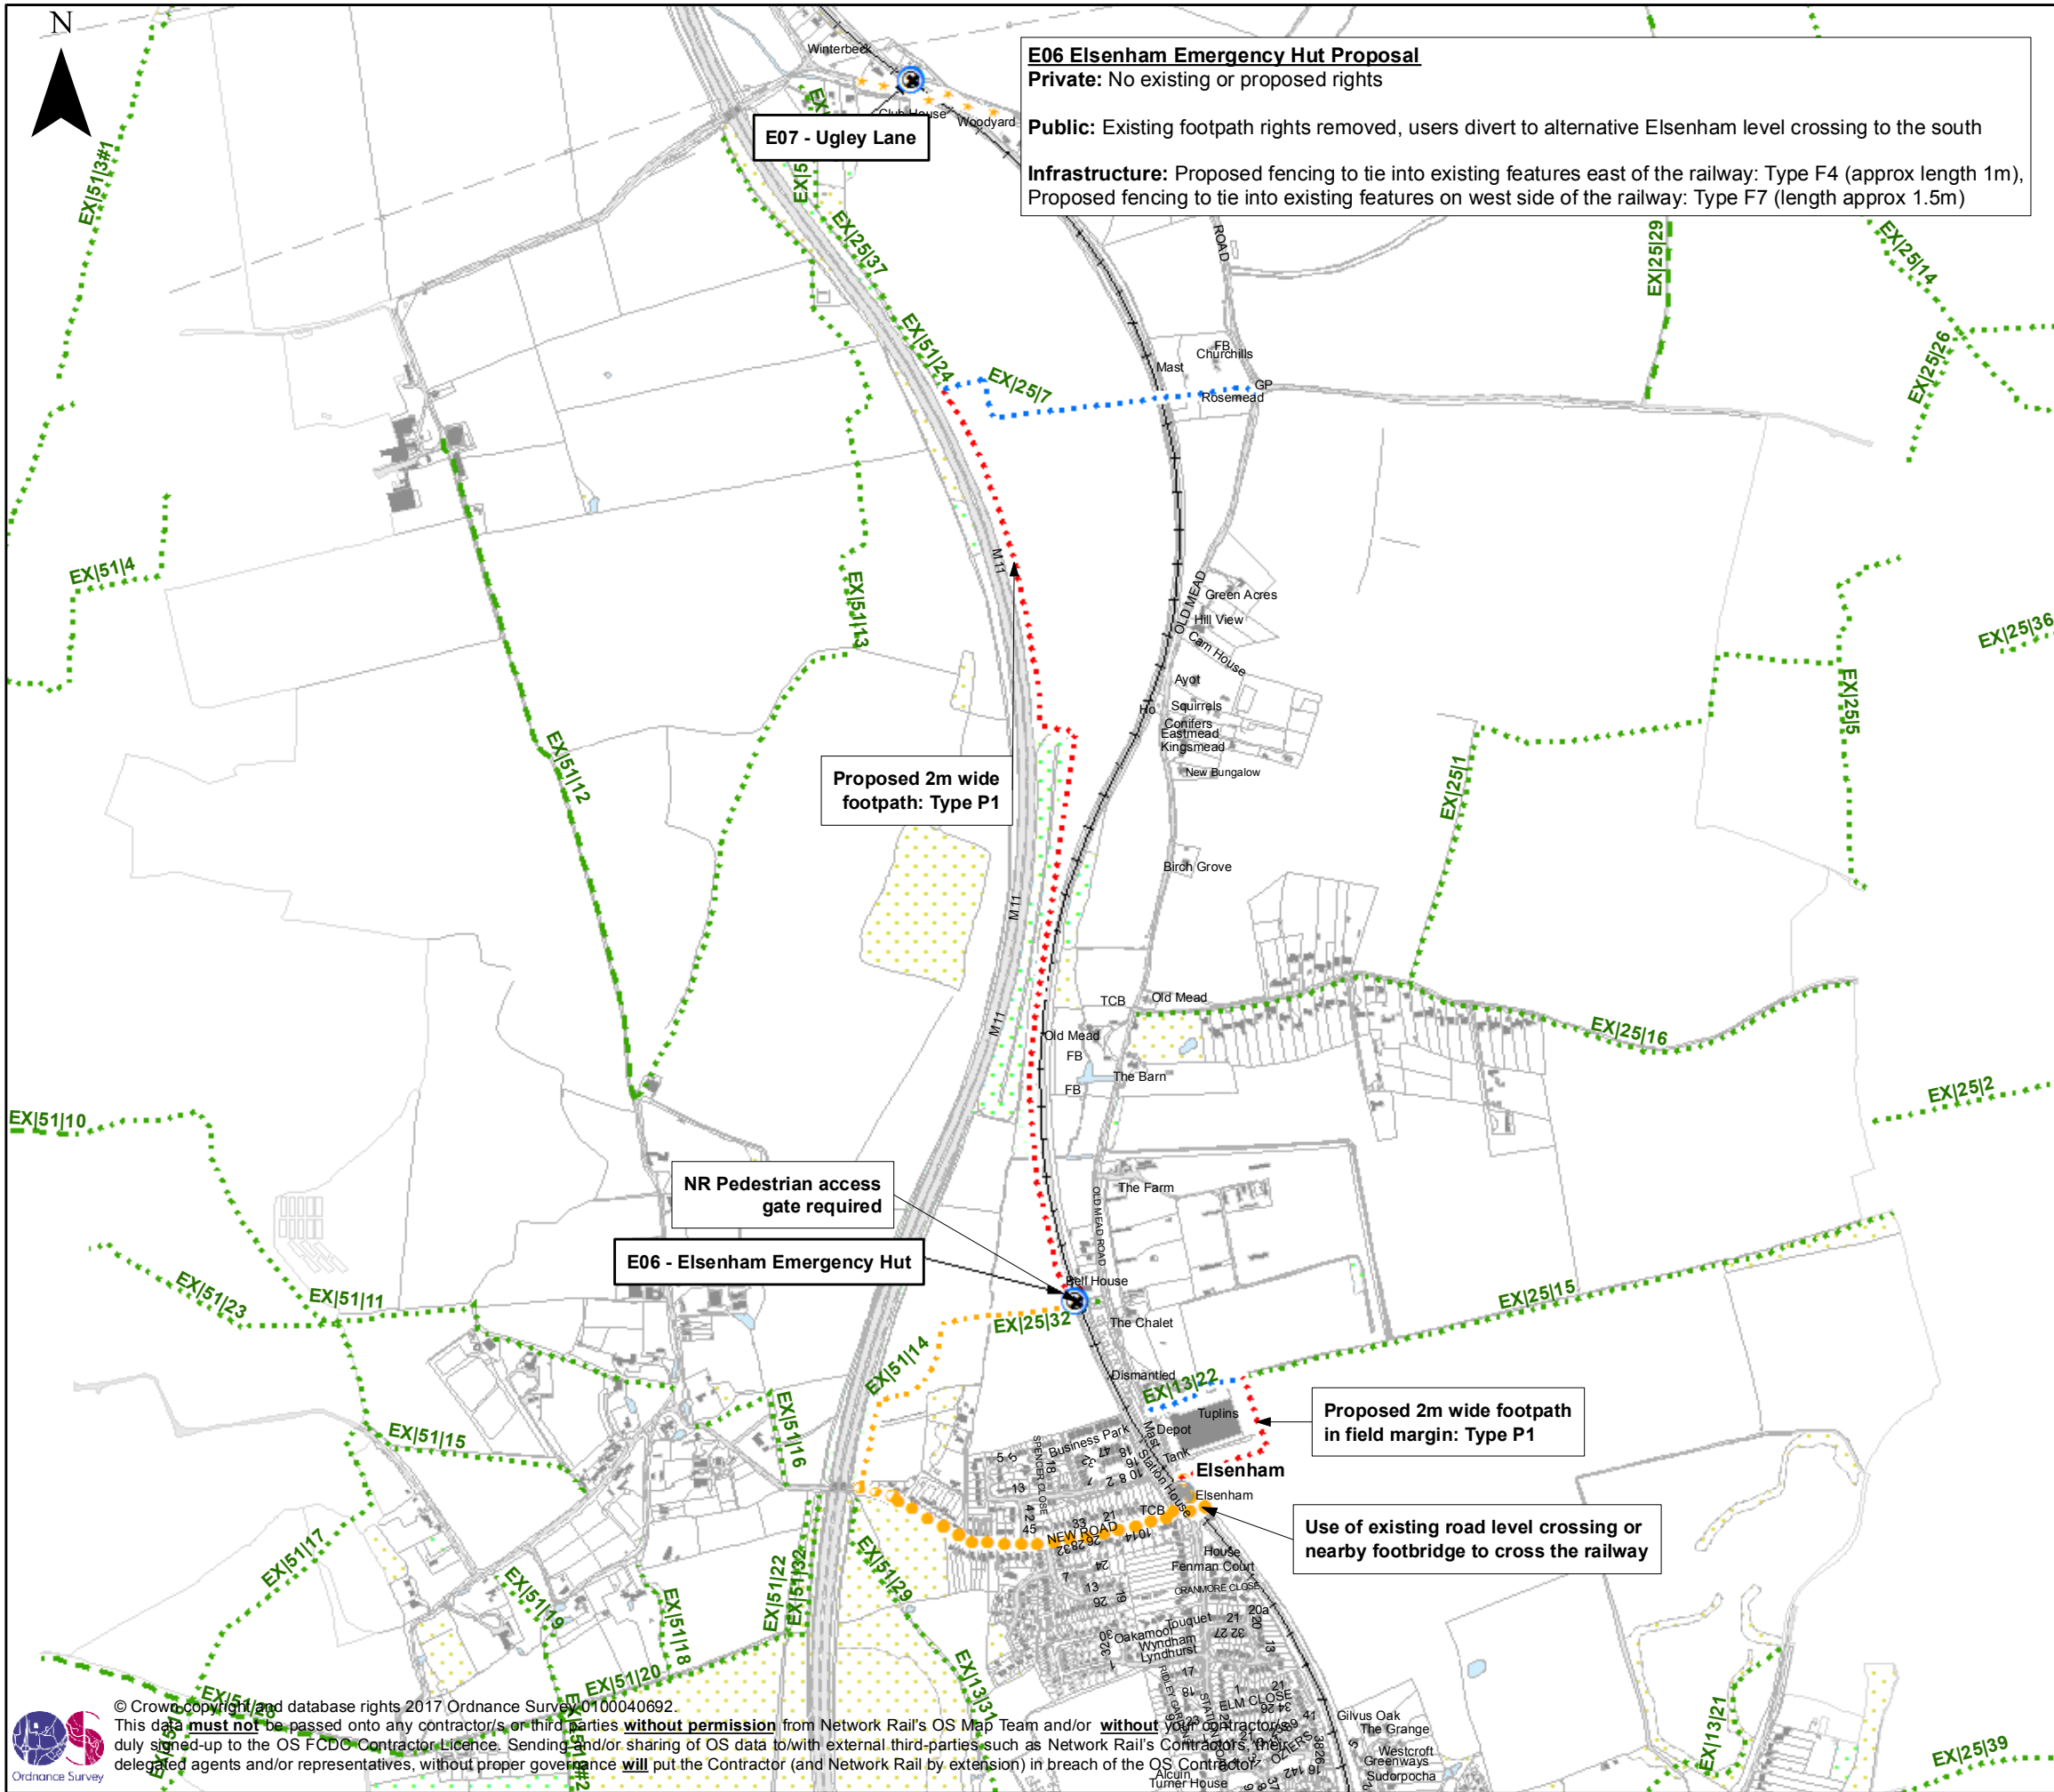 N
E06 Elsenham Emergency Hut Proposal
Private: No existing or proposed rights
Public: Existing footpath rights removed, users divert to alternative Elsenham level crossing to the south
Infrastructure: Proposed fencing to tie into existing features east of the railway: Type F4 (approx length 1m),
Proposed fencing to tie into existing features on west side of the railway: Type F7 (length approx 1.5m)
Winterbeck
Club House
Woodyard
E07 - Ugley Lane
EX|51|3#1
EX|25|37
ROAD
EX|25|29
EX|25|14
EX|51|24
EX|25|7
FB
Churchills
Mast
GP
Rosemead
EX|25|26
M11
EX|51|4
EX|51|13
OLD MEAD
Green Acres
Hill View
Cam House
EX|25|36
Ayot
Ho
Squirrels
Conifers
Eastmead
Kingsmead
New Bungalow
EX|25|5
EX|51|12
EX|25|1
Proposed 2m wide
footpath: Type P1
Birch Grove
M11
M11
TCB
Old Mead
Old Mead
FB
The Barn
FB
EX|25|16
EX|25|2
EX|51|10
NR Pedestrian access
gate required
The Farm
OLD MEAD ROAD
E06 - Elsenham Emergency Hut
Bell House
EX|51|23
EX|51|11
EX|25|32
The Chalet
EX|25|15
EX|51|14
Dismantled
EX|13|22
Tuplins
Proposed 2m wide footpath
in field margin: Type P1
EX|51|15
EX|51|16
Business Park
SPENCER CLOSE
Mast
Depot
Tank
Station House
Elsenham
Elsenham
TCB
NEW ROAD
Use of existing road level crossing or
nearby footbridge to cross the railway
EX|51|17
EX|51|19
EX|51|18
EX|51|22
EX|51|32
EX|51|29
House
Fenman Court
CRANMORE CLOSE
Touquet
Oakamoor
Wyndham
Lyndhurst
EX|51|20
EX|13|31
ELM CLOSE
Gilvus Oak
The Grange
Westcroft
Greenways
Sudorpocha
Alcuin
Turner House
EX|13|21
EX|25|39
Ordnance Survey
© Crown copyright and database rights 2017 Ordnance Survey 0100040692.
This data must not be passed onto any contractor/s or third parties without permission from Network Rail's OS Map Team and/or without your contractor/s
duly signed-up to the OS FCDC Contractor Licence. Sending and/or sharing of OS data to/with external third-parties such as Network Rail's Contractors, their
delegated agents and/or representatives, without proper governance will put the Contractor (and Network Rail by extension) in breach of the OS Contractor